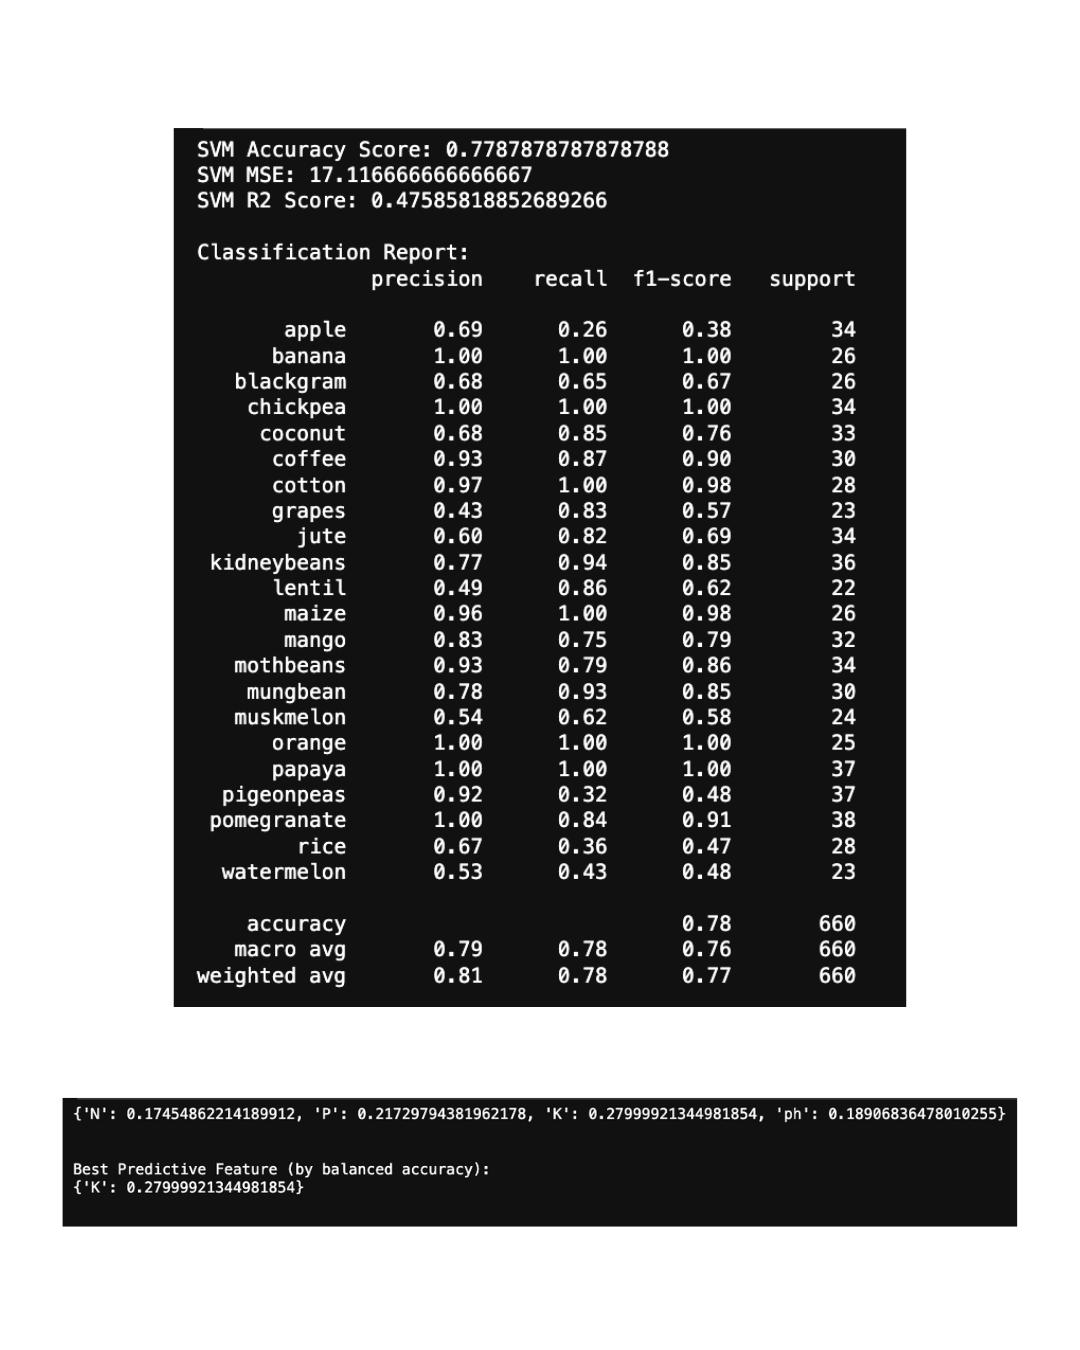 SVM Accuracy Score: 0.7787878787878788
SVM MSE: 17.116666666666667
SVM R2 Score: 0.47585818852689266
Classification Report:
precision recall f1-score support
apple 0.69 0.26 0.38 34
banana 1.00 1.00 1.00 26
blackgram 0.68 0.65 0.67 26
chickpea 1.00 1.00 1.00 34
coconut 0.68 0.85 0.76 33
coffee 0.93 0.87 0.90 30
cotton 0.97 1.00 0.98 28
grapes 0.43 0.83 0.57 23
jute 0.60 0.82 0.69 34
kidneybeans 0.77 0.94 0.85 36
lentil 0.49 0.86 0.62 22
maize 0.96 1.00 0.98 26
mango 0.83 0.75 0.79 32
mothbeans 0.93 0.79 0.86 34
mungbean 0.78 0.93 0.85 30
muskmelon 0.54 0.62 0.58 24
orange 1.00 1.00 1.00 25
papaya 1.00 1.00 1.00 37
pigeonpeas 0.92 0.32 0.48 37
pomegranate 1.00 0.84 0.91 38
rice 0.67 0.36 0.47 28
watermelon 0.53 0.43 0.48 23
accuracy 0.78 660
macro avg 0.79 0.78 0.76 660
weighted avg 0.81 0.78 0.77 660
{'N': 0.17454862214189912, 'P': 0.21729794381962178, 'K': 0.27999921344981854, 'ph': 0.18906836478010255}
Best Predictive Feature (by balanced accuracy):
{'K': 0.27999921344981854}